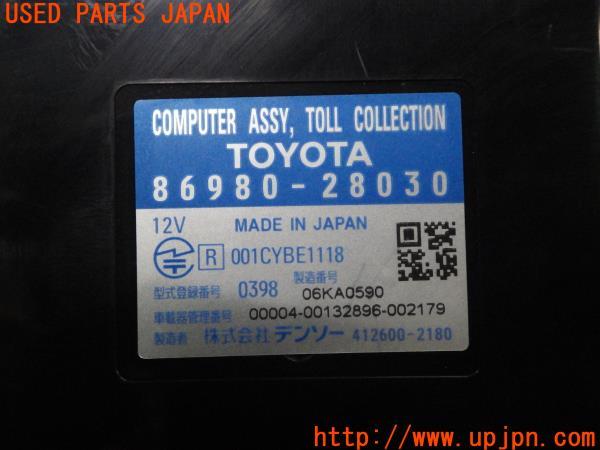 USED PARTS JAPAN
COMPUTER ASSY, TOLL COLLECTION
TOYOTA
86980-28030
12V MADE IN JAPAN
R 001CYBE1118
型式登録番号 0398 製造番号 06KA0590
車載器管理番号 00004-00132896-002179
製造者 株式会社 デンソー 412600-2180
UPJ
https://www.upjpn.com